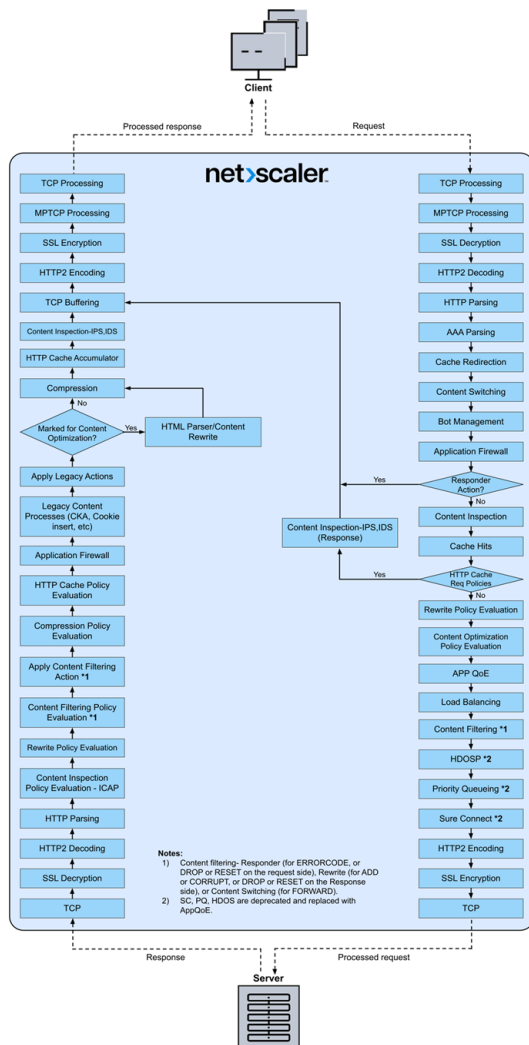 Client
Processed response
Request
net>scaler
TCP Processing
MPTCP Processing
SSL Encryption
HTTP2 Encoding
TCP Buffering
Content Inspection-IPS,IDS
HTTP Cache Accumulator
Compression
No
Marked for Content
Optimization?
Yes
HTML Parser/Content
Rewrite
Apply Legacy Actions
Legacy Content
Processes (CKA, Cookie
insert, etc)
Application Firewall
HTTP Cache Policy
Evaluation
Compression Policy
Evaluation
Apply Content Filtering
Action *1
Content Filtering Policy
Evaluation *1
Rewrite Policy Evaluation
Content Inspection
Policy Evaluation - ICAP
HTTP Parsing
HTTP2 Decoding
SSL Decryption
TCP
TCP Processing
MPTCP Processing
SSL Decryption
HTTP2 Decoding
HTTP Parsing
AAA Parsing
Cache Redirection
Content Switching
Bot Management
Application Firewall
Responder
Action?
Yes
No
Content Inspection-IPS,IDS
(Response)
Content Inspection
Cache Hits
HTTP Cache
Req Policies
Yes
No
Rewrite Policy Evaluation
Content Optimization
Policy Evaluation
APP QoE
Load Balancing
Content Filtering *1
HDOSP *2
Priority Queueing *2
Sure Connect *2
HTTP2 Encoding
SSL Encryption
TCP
Notes:
1) Content filtering- Responder (for ERRORCODE, or
DROP or RESET on the request side), Rewrite (for ADD
or CORRUPT, or DROP or RESET on the Response
side), or Content Switching (for FORWARD).
2) SC, PQ, HDOS are deprecated and replaced with
AppQoE.
Response
Processed request
Server